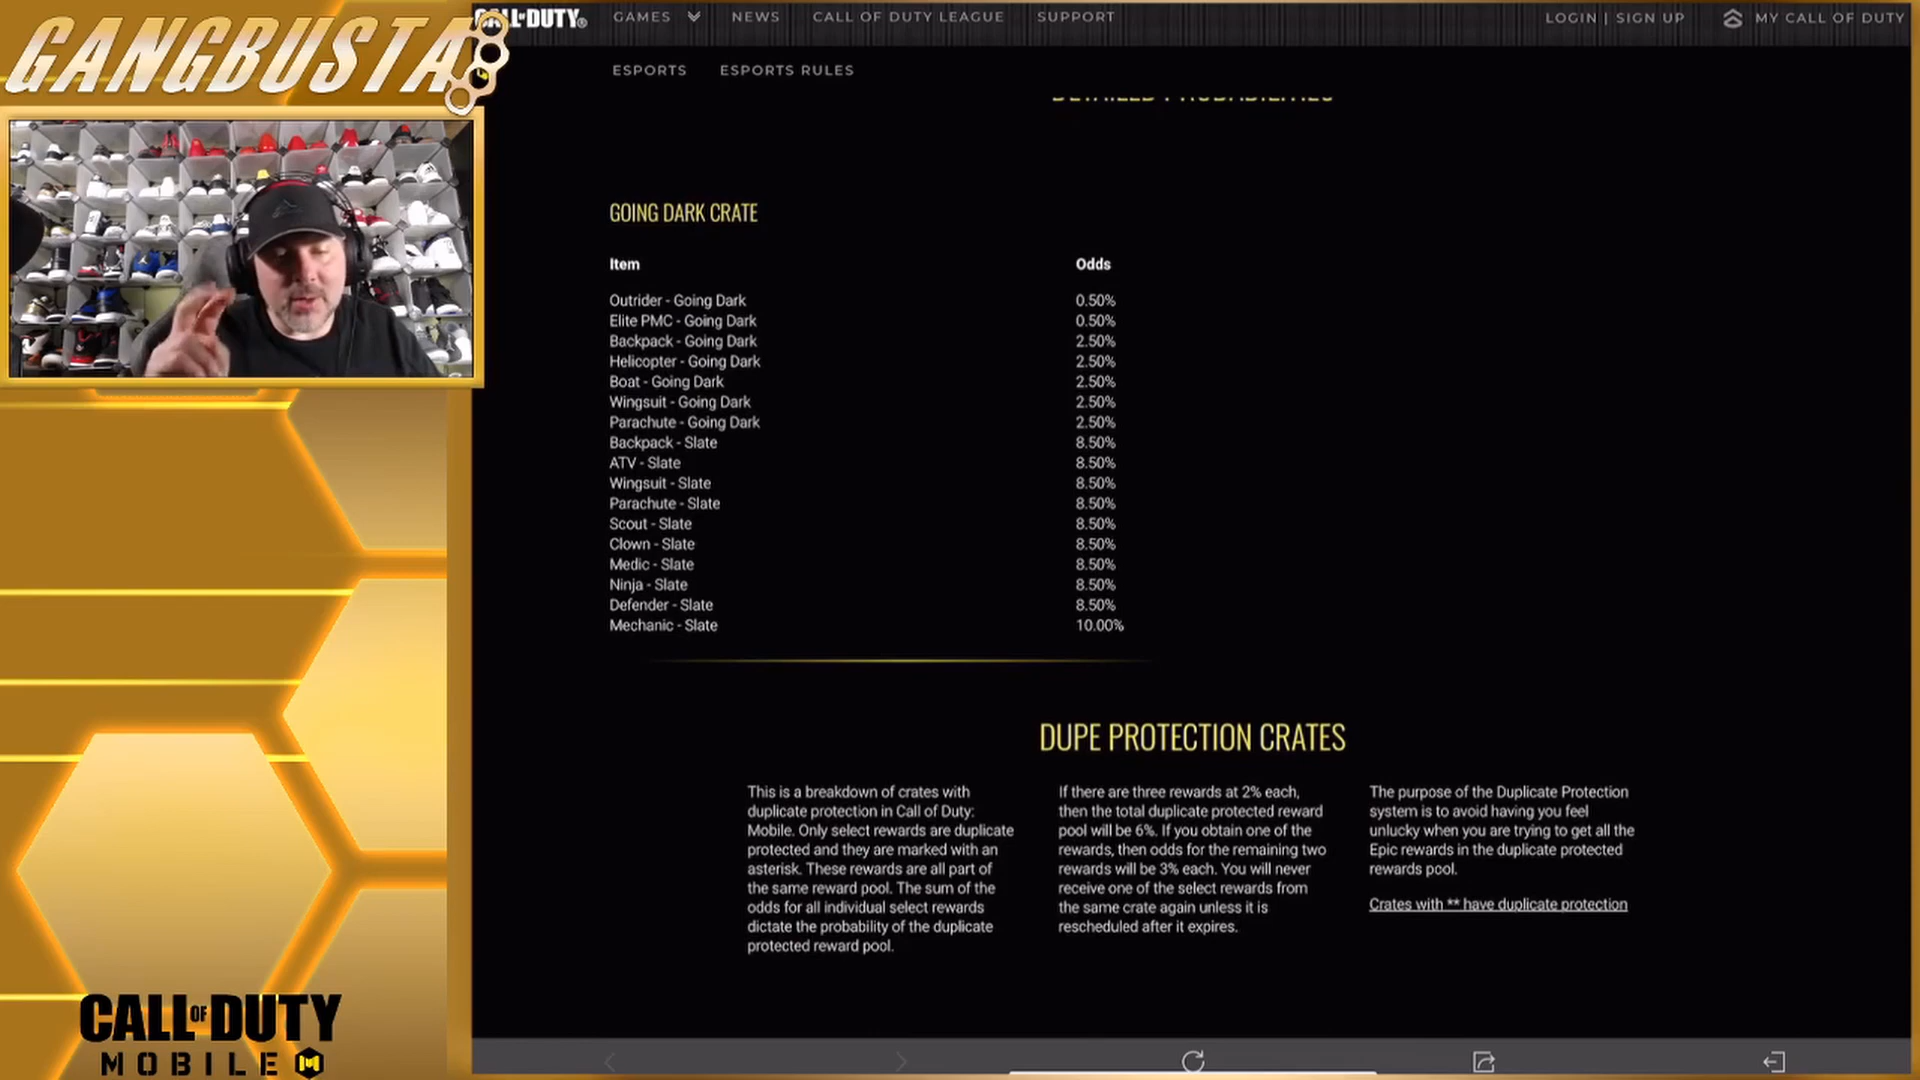 GANGBUSTA
CALL OF DUTY
GAMES
NEWS
CALL OF DUTY LEAGUE
SUPPORT
LOGIN | SIGN UP
MY CALL OF DUTY
ESPORTS
ESPORTS RULES
DETAILED PROBABILITIES
GOING DARK CRATE
Item Odds
Outrider - Going Dark 0.50%
Elite PMC - Going Dark 0.50%
Backpack - Going Dark 2.50%
Helicopter - Going Dark 2.50%
Boat - Going Dark 2.50%
Wingsuit - Going Dark 2.50%
Parachute - Going Dark 2.50%
Backpack - Slate 8.50%
ATV - Slate 8.50%
Wingsuit - Slate 8.50%
Parachute - Slate 8.50%
Scout - Slate 8.50%
Clown - Slate 8.50%
Medic - Slate 8.50%
Ninja - Slate 8.50%
Defender - Slate 8.50%
Mechanic - Slate 10.00%
DUPE PROTECTION CRATES
This is a breakdown of crates with
duplicate protection in Call of Duty:
Mobile. Only select rewards are duplicate
protected and they are marked with an
asterisk. These rewards are all part of
the same reward pool. The sum of the
odds for all individual select rewards
dictate the probability of the duplicate
protected reward pool.
If there are three rewards at 2% each,
then the total duplicate protected reward
pool will be 6%. If you obtain one of the
rewards, then odds for the remaining two
rewards will be 3% each. You will never
receive one of the select rewards from
the same crate again unless it is
rescheduled after it expires.
The purpose of the Duplicate Protection
system is to avoid having you feel
unlucky when you are trying to get all the
Epic rewards in the duplicate protected
rewards pool.
Crates with ** have duplicate protection
CALL OF DUTY
MOBILE